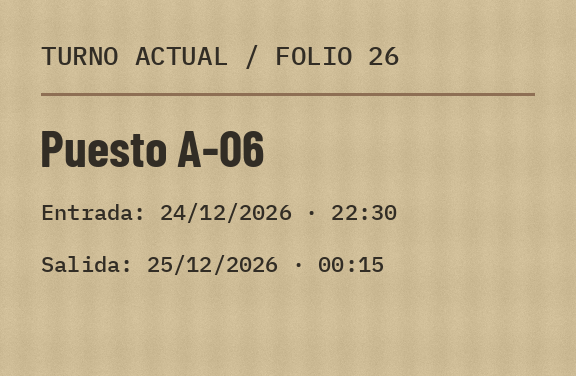 TURNO ACTUAL / FOLIO 26
Puesto A-06
Entrada: 24/12/2026 · 22:30
Salida: 25/12/2026 · 00:15